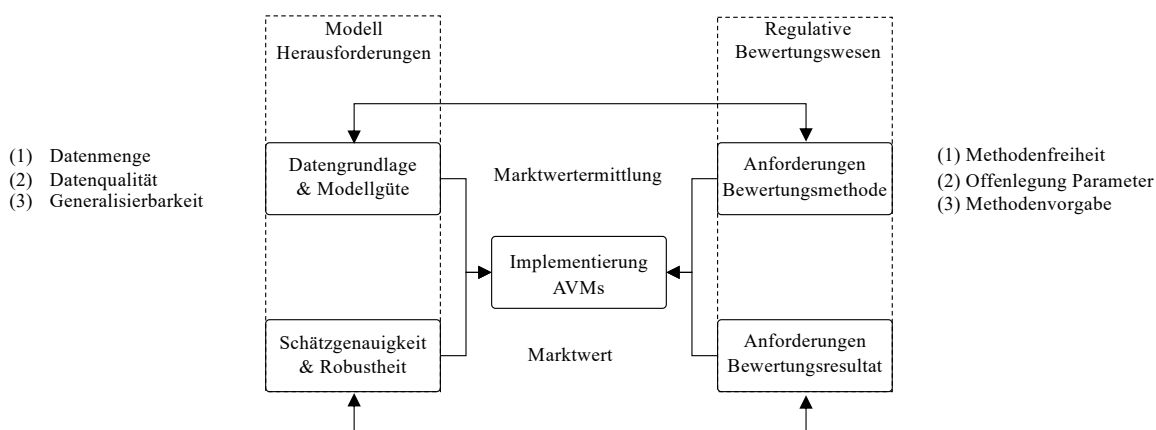 Modell
Herausforderungen
Regulative
Bewertungswesen
(1) Datenmenge
(2) Datenqualität
(3) Generalisierbarkeit
Datengrundlage
& Modellgüte
Marktwertermittlung
Anforderungen
Bewertungsmethode
(1) Methodenfreiheit
(2) Offenlegung Parameter
(3) Methodenvorgabe
Implementierung
AVMs
Schätzgenauigkeit
& Robustheit
Marktwert
Anforderungen
Bewertungsresultat